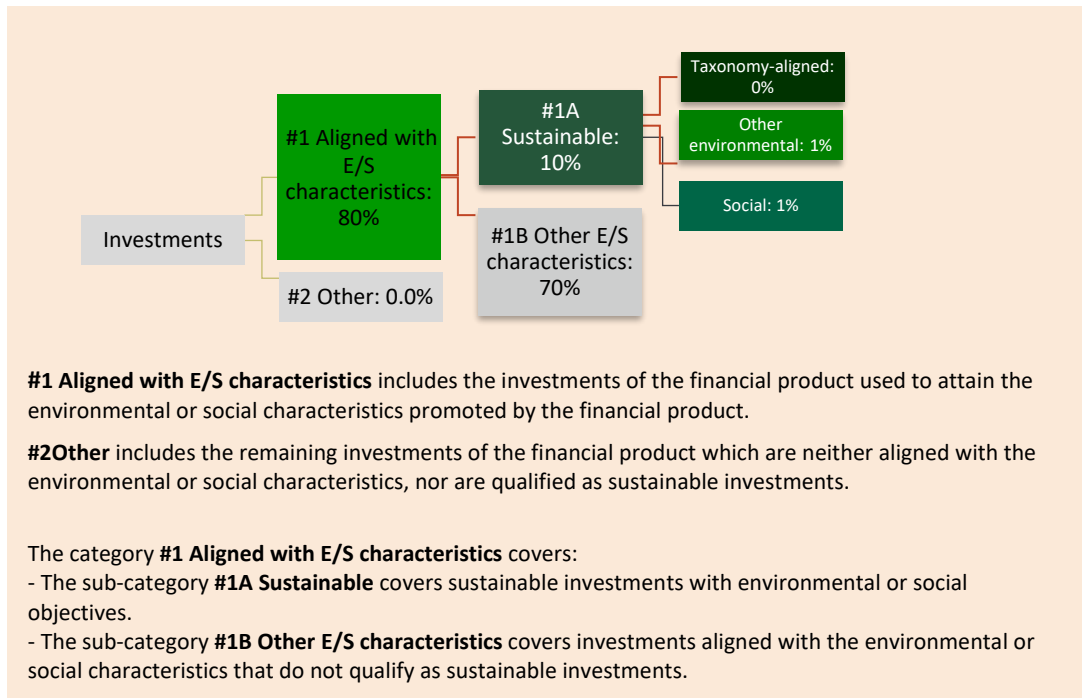 Investments
#1 Aligned with
E/S
characteristics:
80%
#2 Other: 0.0%
#1A
Sustainable:
10%
#1B Other E/S
characteristics:
70%
Taxonomy-aligned:
0%
Other
environmental: 1%
Social: 1%
#1 Aligned with E/S characteristics includes the investments of the financial product used to attain the
environmental or social characteristics promoted by the financial product.
#2Other includes the remaining investments of the financial product which are neither aligned with the
environmental or social characteristics, nor are qualified as sustainable investments.
The category #1 Aligned with E/S characteristics covers:
- The sub-category #1A Sustainable covers sustainable investments with environmental or social
objectives.
- The sub-category #1B Other E/S characteristics covers investments aligned with the environmental or
social characteristics that do not qualify as sustainable investments.